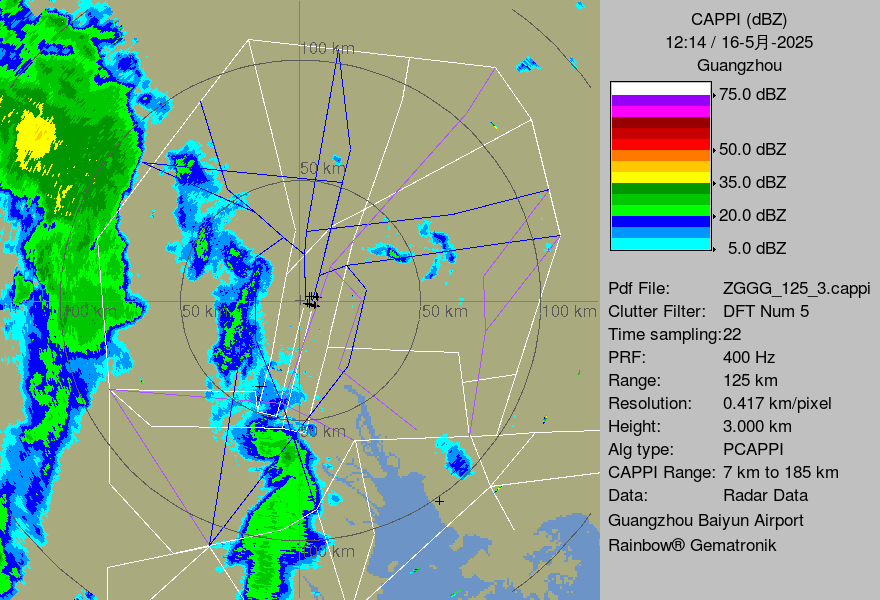 CAPPI (dBZ)
12:14 / 16-5月-2025
Guangzhou
75.0 dBZ
50.0 dBZ
35.0 dBZ
20.0 dBZ
5.0 dBZ
Pdf File: ZGGG_125_3.cappi
Clutter Filter: DFT Num 5
Time sampling: 22
PRF: 400 Hz
Range: 125 km
Resolution: 0.417 km/pixel
Height: 3.000 km
Alg type: PCAPPI
CAPPI Range: 7 km to 185 km
Data: Radar Data
Guangzhou Baiyun Airport
Rainbow® Gematronik
100 km
50 km
100 km
50 km
50 km
100 km
50 km
100 km